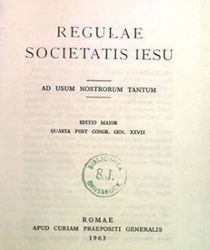 REGULAE
SOCIETATIS IESU
AD USUM NOSTRORUM TANTUM
EDITIO MAIOR
QUARTA POST CONGR. GEN. XXVII
S.J.
ROMAE
APUD CURIAM PRAEPOSITI GENERALIS
1963